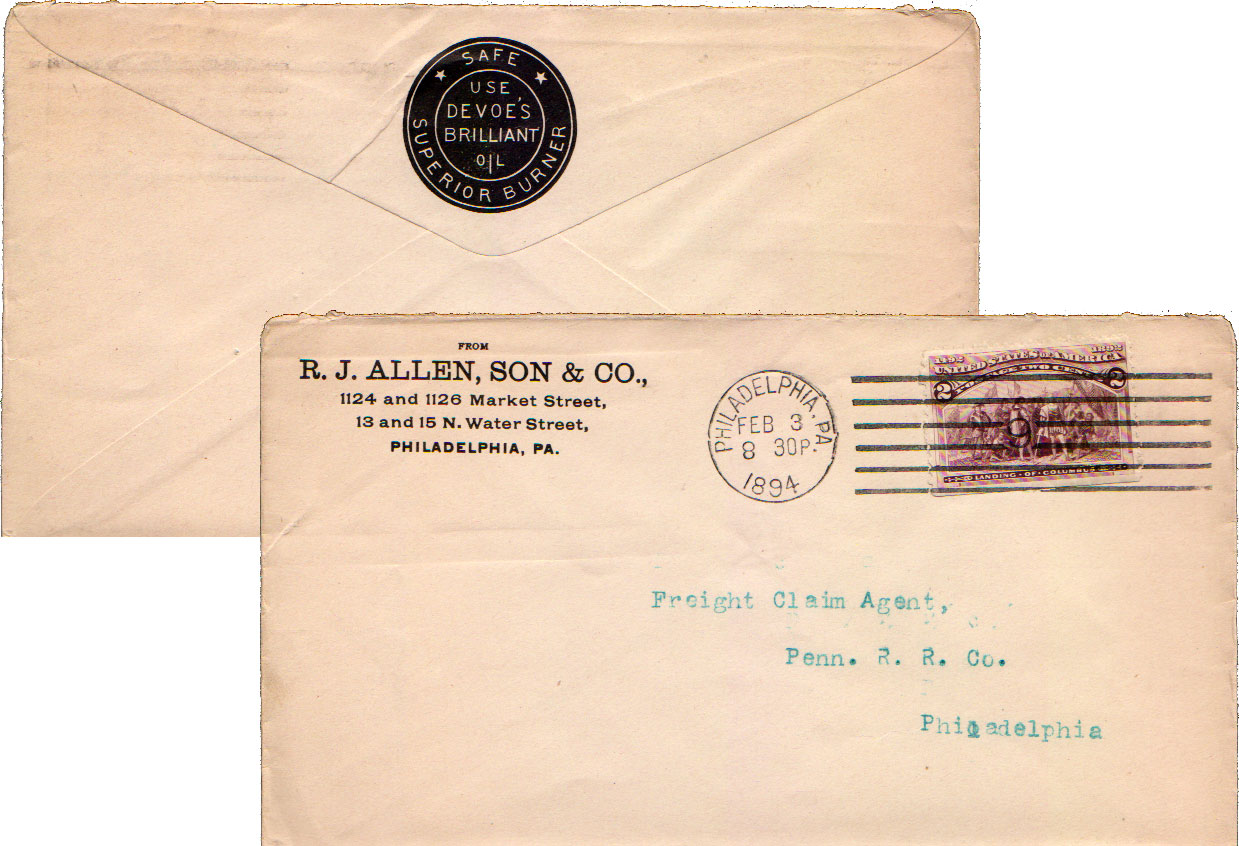 SAFE
USE
DEVOE'S
BRILLIANT
OIL
SUPERIOR BURNER
FROM
R. J. ALLEN, SON & CO.,
1124 and 1126 Market Street,
13 and 15 N. Water Street,
PHILADELPHIA, PA.
PHILADELPHIA, PA.
FEB 3
8 30P.
1894
1492 1892
UNITED STATES OF AMERICA
2 TWO CENTS 2
9
LANDING OF COLUMBUS
Freight Claim Agent,
Penn. R. R. Co.
Philadelphia